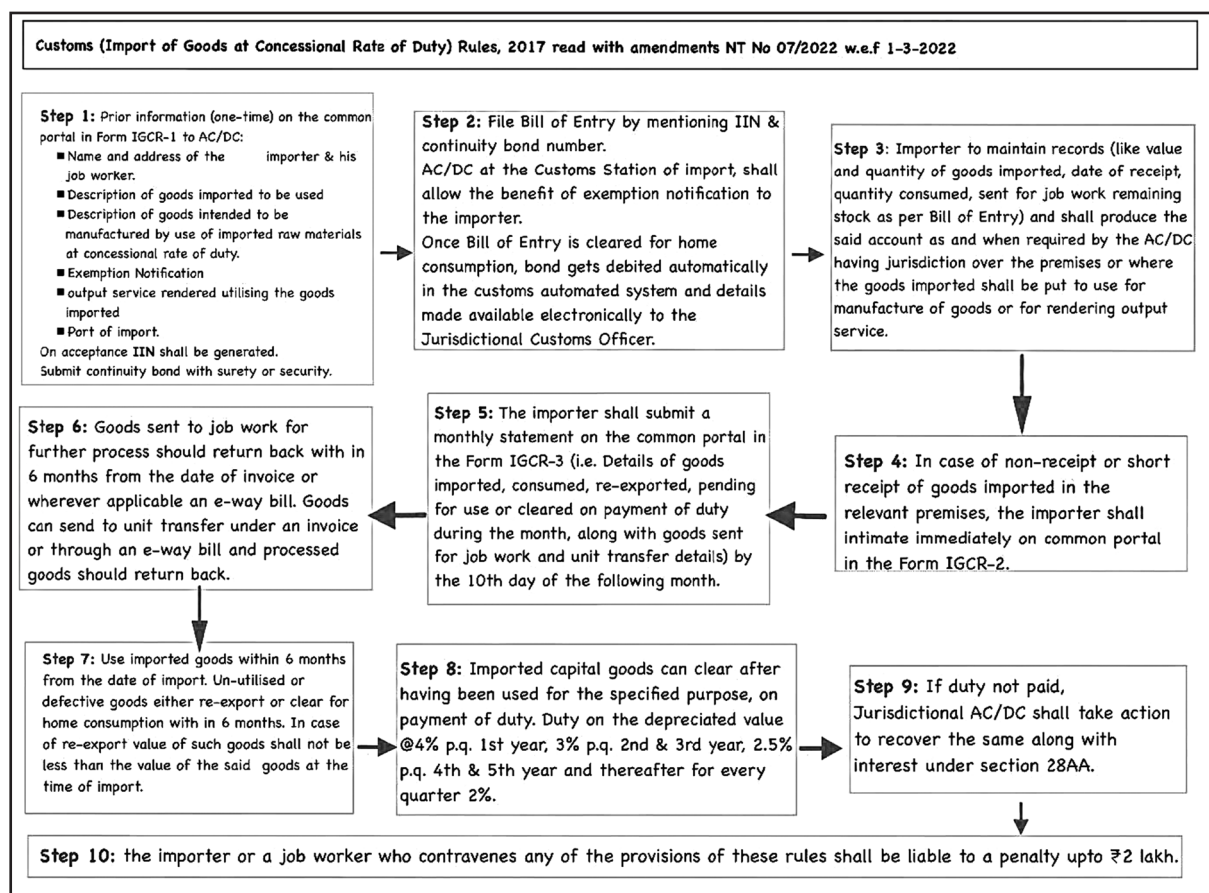 Customs (Import of Goods at Concessional Rate of Duty) Rules, 2017 read with amendments NT No 07/2022 w.e.f 1-3-2022
Step 1: Prior information (one-time) on the common
portal in Form IGCR-1 to AC/DC:
■ Name and address of the importer & his
job worker.
■ Description of goods imported to be used
■ Description of goods intended to be
manufactured by use of imported raw materials
at concessional rate of duty.
■ Exemption Notification
■ output service rendered utilising the goods
imported
■ Port of import.
On acceptance IIN shall be generated.
Submit continuity bond with surety or security.
Step 2: File Bill of Entry by mentioning IIN &
continuity bond number.
AC/DC at the Customs Station of import, shall
allow the benefit of exemption notification to
the importer.
Once Bill of Entry is cleared for home
consumption, bond gets debited automatically
in the customs automated system and details
made available electronically to the
Jurisdictional Customs Officer.
Step 3: Importer to maintain records (like value
and quantity of goods imported, date of receipt,
quantity consumed, sent for job work remaining
stock as per Bill of Entry) and shall produce the
said account as and when required by the AC/DC
having jurisdiction over the premises or where
the goods imported shall be put to use for
manufacture of goods or for rendering output
service.
Step 4: In case of non-receipt or short
receipt of goods imported in the
relevant premises, the importer shall
intimate immediately on common portal
in the Form IGCR-2.
Step 5: The importer shall submit a
monthly statement on the common portal in
the Form IGCR-3 (i.e. Details of goods
imported, consumed, re-exported, pending
for use or cleared on payment of duty
during the month, along with goods sent
for job work and unit transfer details) by
the 10th day of the following month.
Step 6: Goods sent to job work for
further process should return back with in
6 months from the date of invoice or
wherever applicable an e-way bill. Goods
can send to unit transfer under an invoice
or through an e-way bill and processed
goods should return back.
Step 7: Use imported goods within 6 months
from the date of import. Un-utilised or
defective goods either re-export or clear for
home consumption with in 6 months. In case
of re-export value of such goods shall not be
less than the value of the said goods at the
time of import.
Step 8: Imported capital goods can clear after
having been used for the specified purpose, on
payment of duty. Duty on the depreciated value
@4% p.q. 1st year, 3% p.q. 2nd & 3rd year, 2.5%
p.q. 4th & 5th year and thereafter for every
quarter 2%.
Step 9: If duty not paid,
Jurisdictional AC/DC shall take action
to recover the same along with
interest under section 28AA.
Step 10: the importer or a job worker who contravenes any of the provisions of these rules shall be liable to a penalty upto ₹2 lakh.